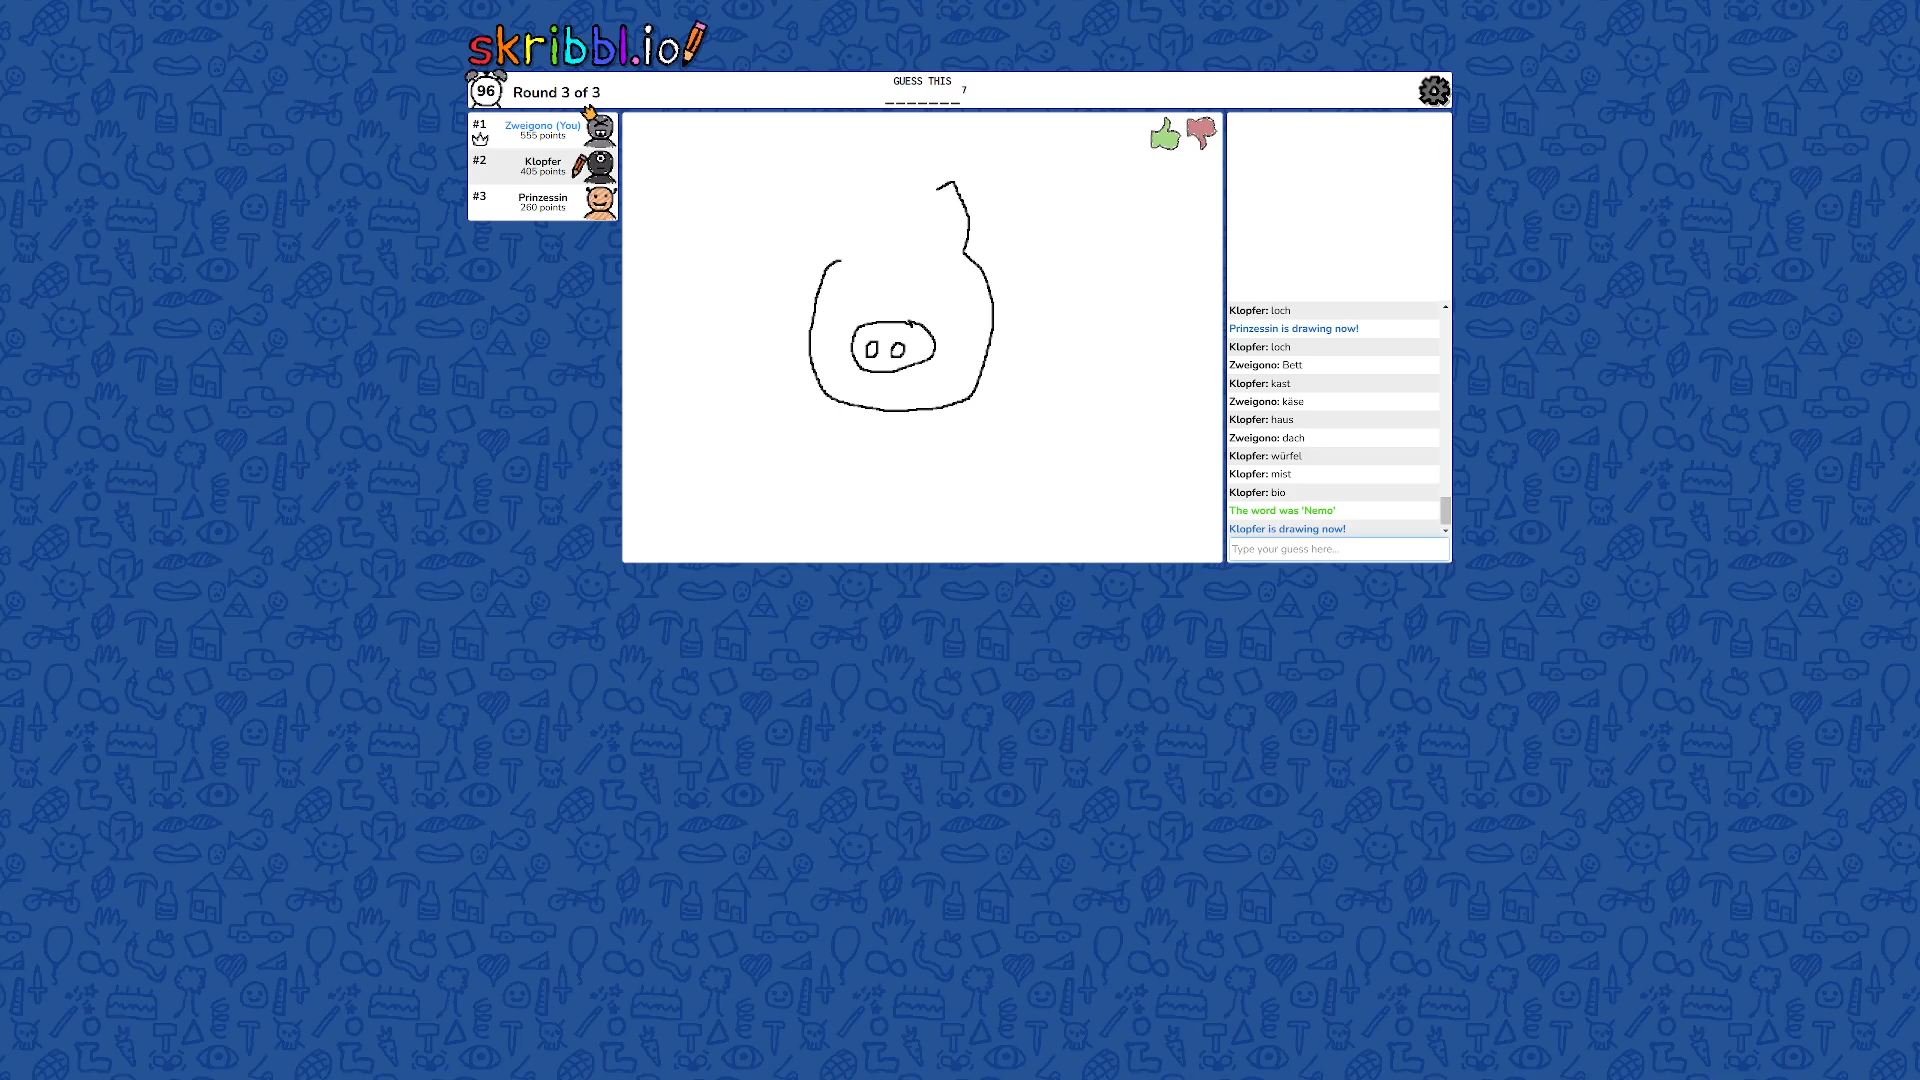 skribbl.io
96
Round 3 of 3
GUESS THIS
_______ 7
#1
Zweigono (You)
555 points
#2
Klopfer
405 points
#3
Prinzessin
260 points
Klopfer: loch
Prinzessin is drawing now!
Klopfer: loch
Zweigono: Bett
Klopfer: kast
Zweigono: käse
Klopfer: haus
Zweigono: dach
Klopfer: würfel
Klopfer: mist
Klopfer: bio
The word was 'Nemo'
Klopfer is drawing now!
Type your guess here...